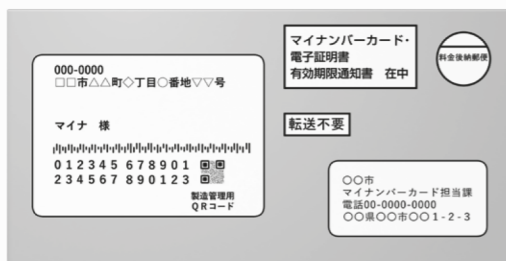 000-0000
□□市△△町◇丁目○番地▽▽号
マイナ 様
012345 678901
234567 890123
製造管理用
QRコード
マイナンバーカード・
電子証明書
有効期限通知書 在中
料金後納郵便
転送不要
○○市
マイナンバーカード担当課
電話00-0000-0000
○○県○○市○○1-2-3